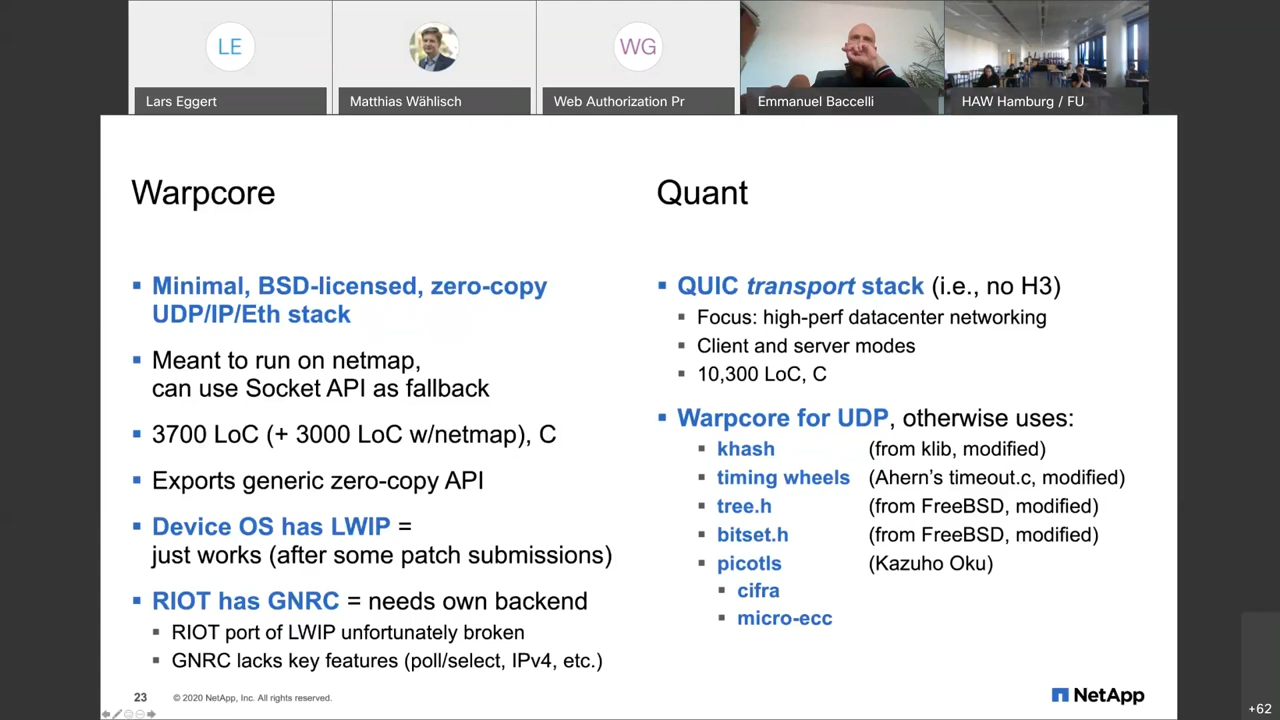 LE
WG
Lars Eggert
Matthias Wählisch
Web Authorization Pr
Emmanuel Baccelli
HAW Hamburg / FU
Warpcore
▪ Minimal, BSD-licensed, zero-copy
UDP/IP/Eth stack
▪ Meant to run on netmap,
can use Socket API as fallback
▪ 3700 LoC (+ 3000 LoC w/netmap), C
▪ Exports generic zero-copy API
▪ Device OS has LWIP =
just works (after some patch submissions)
▪ RIOT has GNRC = needs own backend
▪ RIOT port of LWIP unfortunately broken
▪ GNRC lacks key features (poll/select, IPv4, etc.)
Quant
▪ QUIC transport stack (i.e., no H3)
▪ Focus: high-perf datacenter networking
▪ Client and server modes
▪ 10,300 LoC, C
▪ Warpcore for UDP, otherwise uses:
▪ khash (from klib, modified)
▪ timing wheels (Ahern's timeout.c, modified)
▪ tree.h (from FreeBSD, modified)
▪ bitset.h (from FreeBSD, modified)
▪ picotls (Kazuho Oku)
▪ cifra
▪ micro-ecc
23 © 2020 NetApp, Inc. All rights reserved.
NetApp
+62